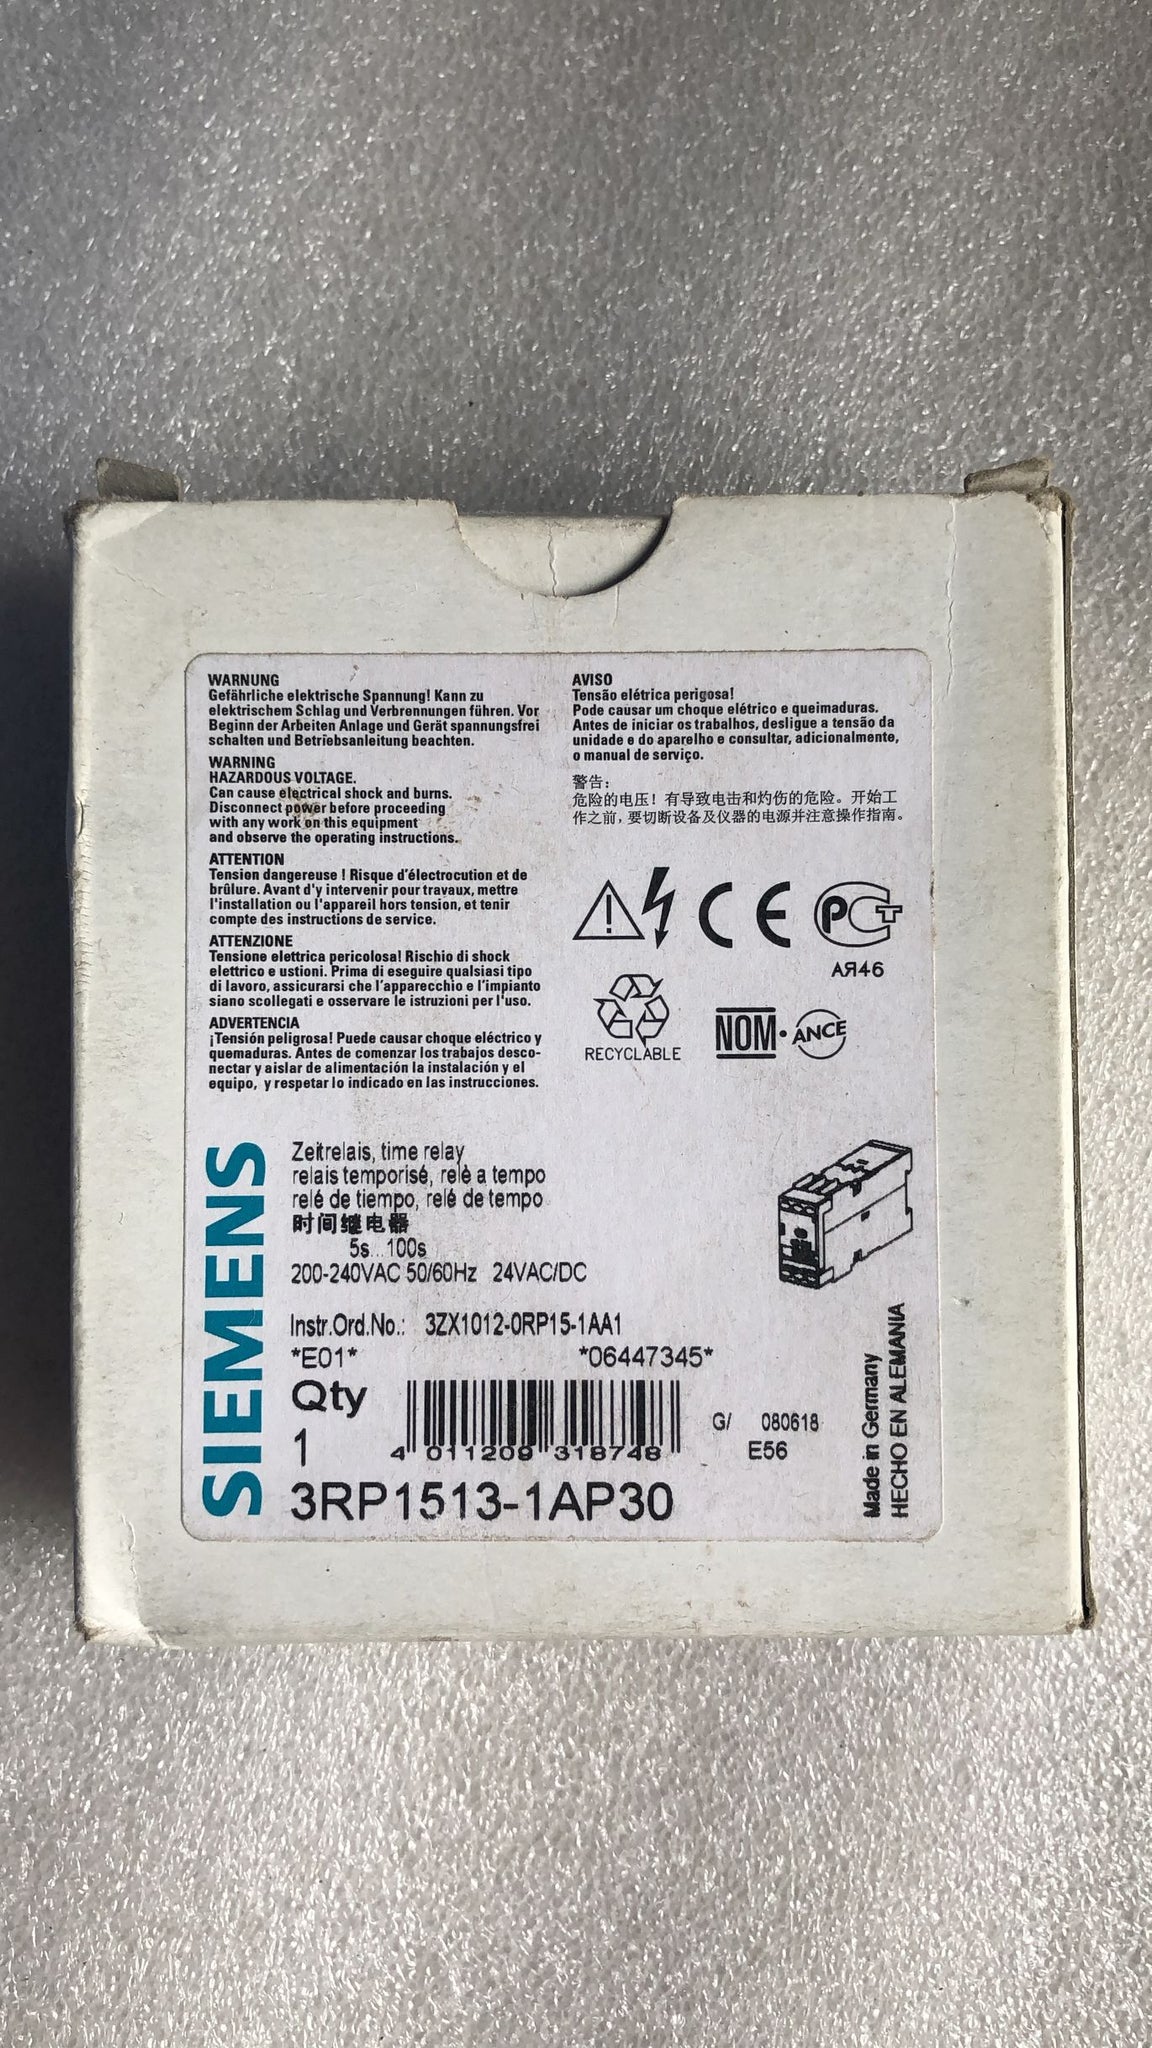 WARNUNG
Gefährliche elektrische Spannung! Kann zu
elektrischem Schlag und Verbrennungen führen. Vor
Beginn der Arbeiten Anlage und Gerät spannungsfrei
schalten und Betriebsanleitung beachten.
WARNING
HAZARDOUS VOLTAGE.
Can cause electrical shock and burns.
Disconnect power before proceeding
with any work on this equipment
and observe the operating instructions.
ATTENTION
Tension dangereuse ! Risque d'électrocution et de
brûlure. Avant d'y intervenir pour travaux, mettre
l'installation ou l'appareil hors tension, et tenir
compte des instructions de service.
ATTENZIONE
Tensione elettrica pericolosa! Rischio di shock
elettrico e ustioni. Prima di eseguire qualsiasi tipo
di lavoro, assicurarsi che l'apparecchio e l'impianto
siano scollegati e osservare le istruzioni per l'uso.
ADVERTENCIA
¡Tensión peligrosa! Puede causar choque eléctrico y
quemaduras. Antes de comenzar los trabajos desco-
nectar y aislar de alimentación la instalación y el
equipo, y respetar lo indicado en las instrucciones.
AVISO
Tensão elétrica perigosa!
Pode causar um choque elétrico e queimaduras.
Antes de iniciar os trabalhos, desligue a tensão da
unidade e do aparelho e consultar, adicionalmente,
o manual de serviço.
警告：
危险的电压！有导致电击和灼伤的危险。开始工
作之前，要切断设备及仪器的电源并注意操作指南。
CE PCT
АЯ46
RECYCLABLE
NOM·ANCE
SIEMENS
Zeitrelais, time relay
relais temporisé, relè a tempo
relé de tiempo, relé de tempo
时间继电器
5s...100s
200-240VAC 50/60Hz 24VAC/DC
Instr.Ord.No.: 3ZX1012-0RP15-1AA1
*E01* *06447345*
Qty
1
4 011209 318748
G/ 080618
E56
3RP1513-1AP30
Made in Germany
HECHO EN ALEMANIA